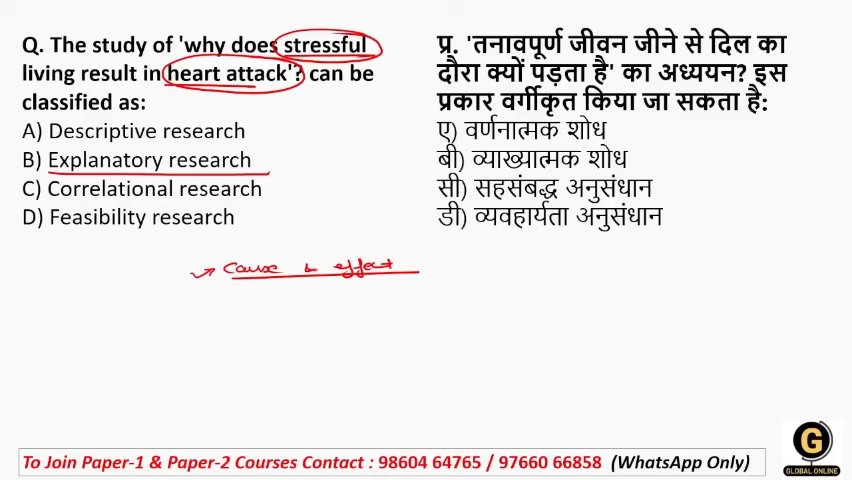 Q. The study of 'why does stressful
living result in heart attack'? can be
classified as:
A) Descriptive research
B) Explanatory research
C) Correlational research
D) Feasibility research
प्र. 'तनावपूर्ण जीवन जीने से दिल का
दौरा क्यों पड़ता है' का अध्ययन? इस
प्रकार वर्गीकृत किया जा सकता है:
ए) वर्णनात्मक शोध
बी) व्याख्यात्मक शोध
सी) सहसंबद्ध अनुसंधान
डी) व्यवहार्यता अनुसंधान
Cause & effect
G
GLOBAL ONLINE
To Join Paper-1 & Paper-2 Courses Contact : 98604 64765 / 97660 66858 (WhatsApp Only)